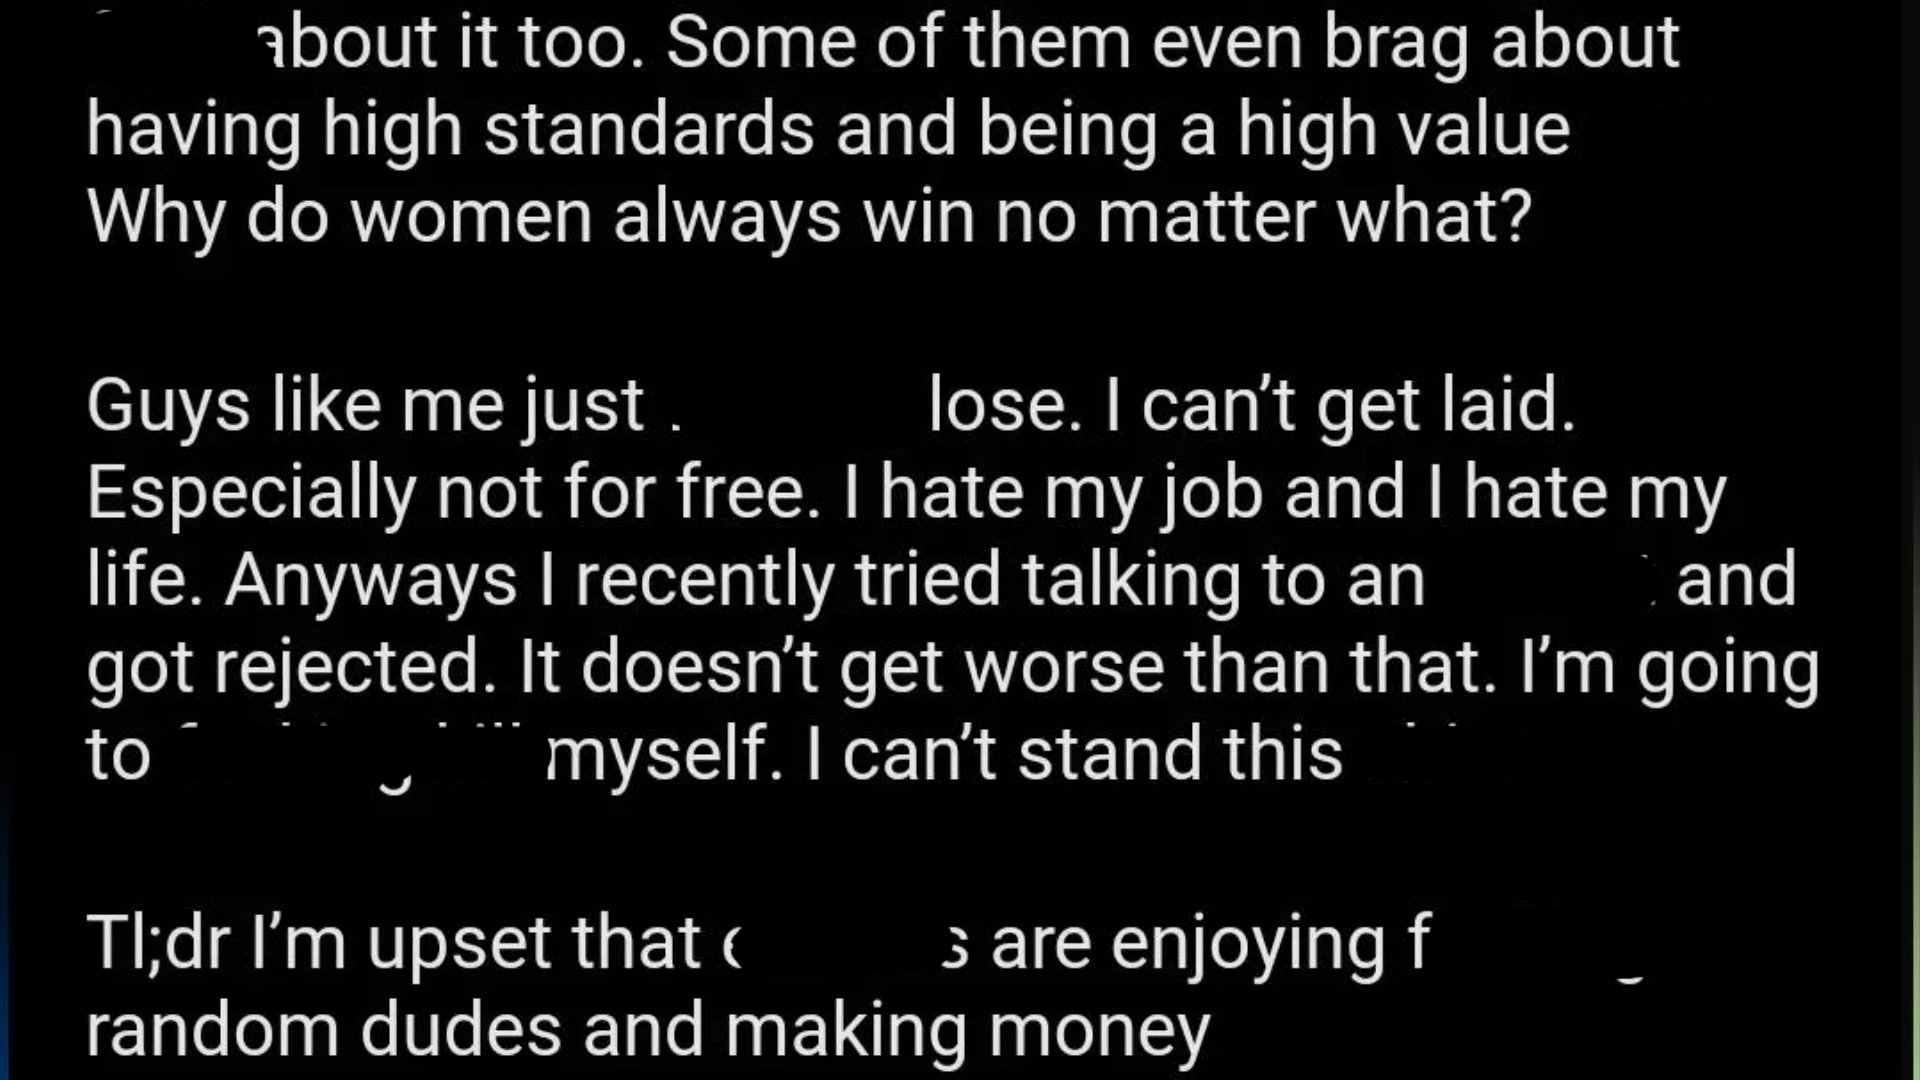 about it too. Some of them even brag about
having high standards and being a high value
Why do women always win no matter what?
Guys like me just lose. I can't get laid.
Especially not for free. I hate my job and I hate my
life. Anyways I recently tried talking to an and
got rejected. It doesn't get worse than that. I'm going
to myself. I can't stand this
Tl;dr I'm upset that are enjoying
random dudes and making money